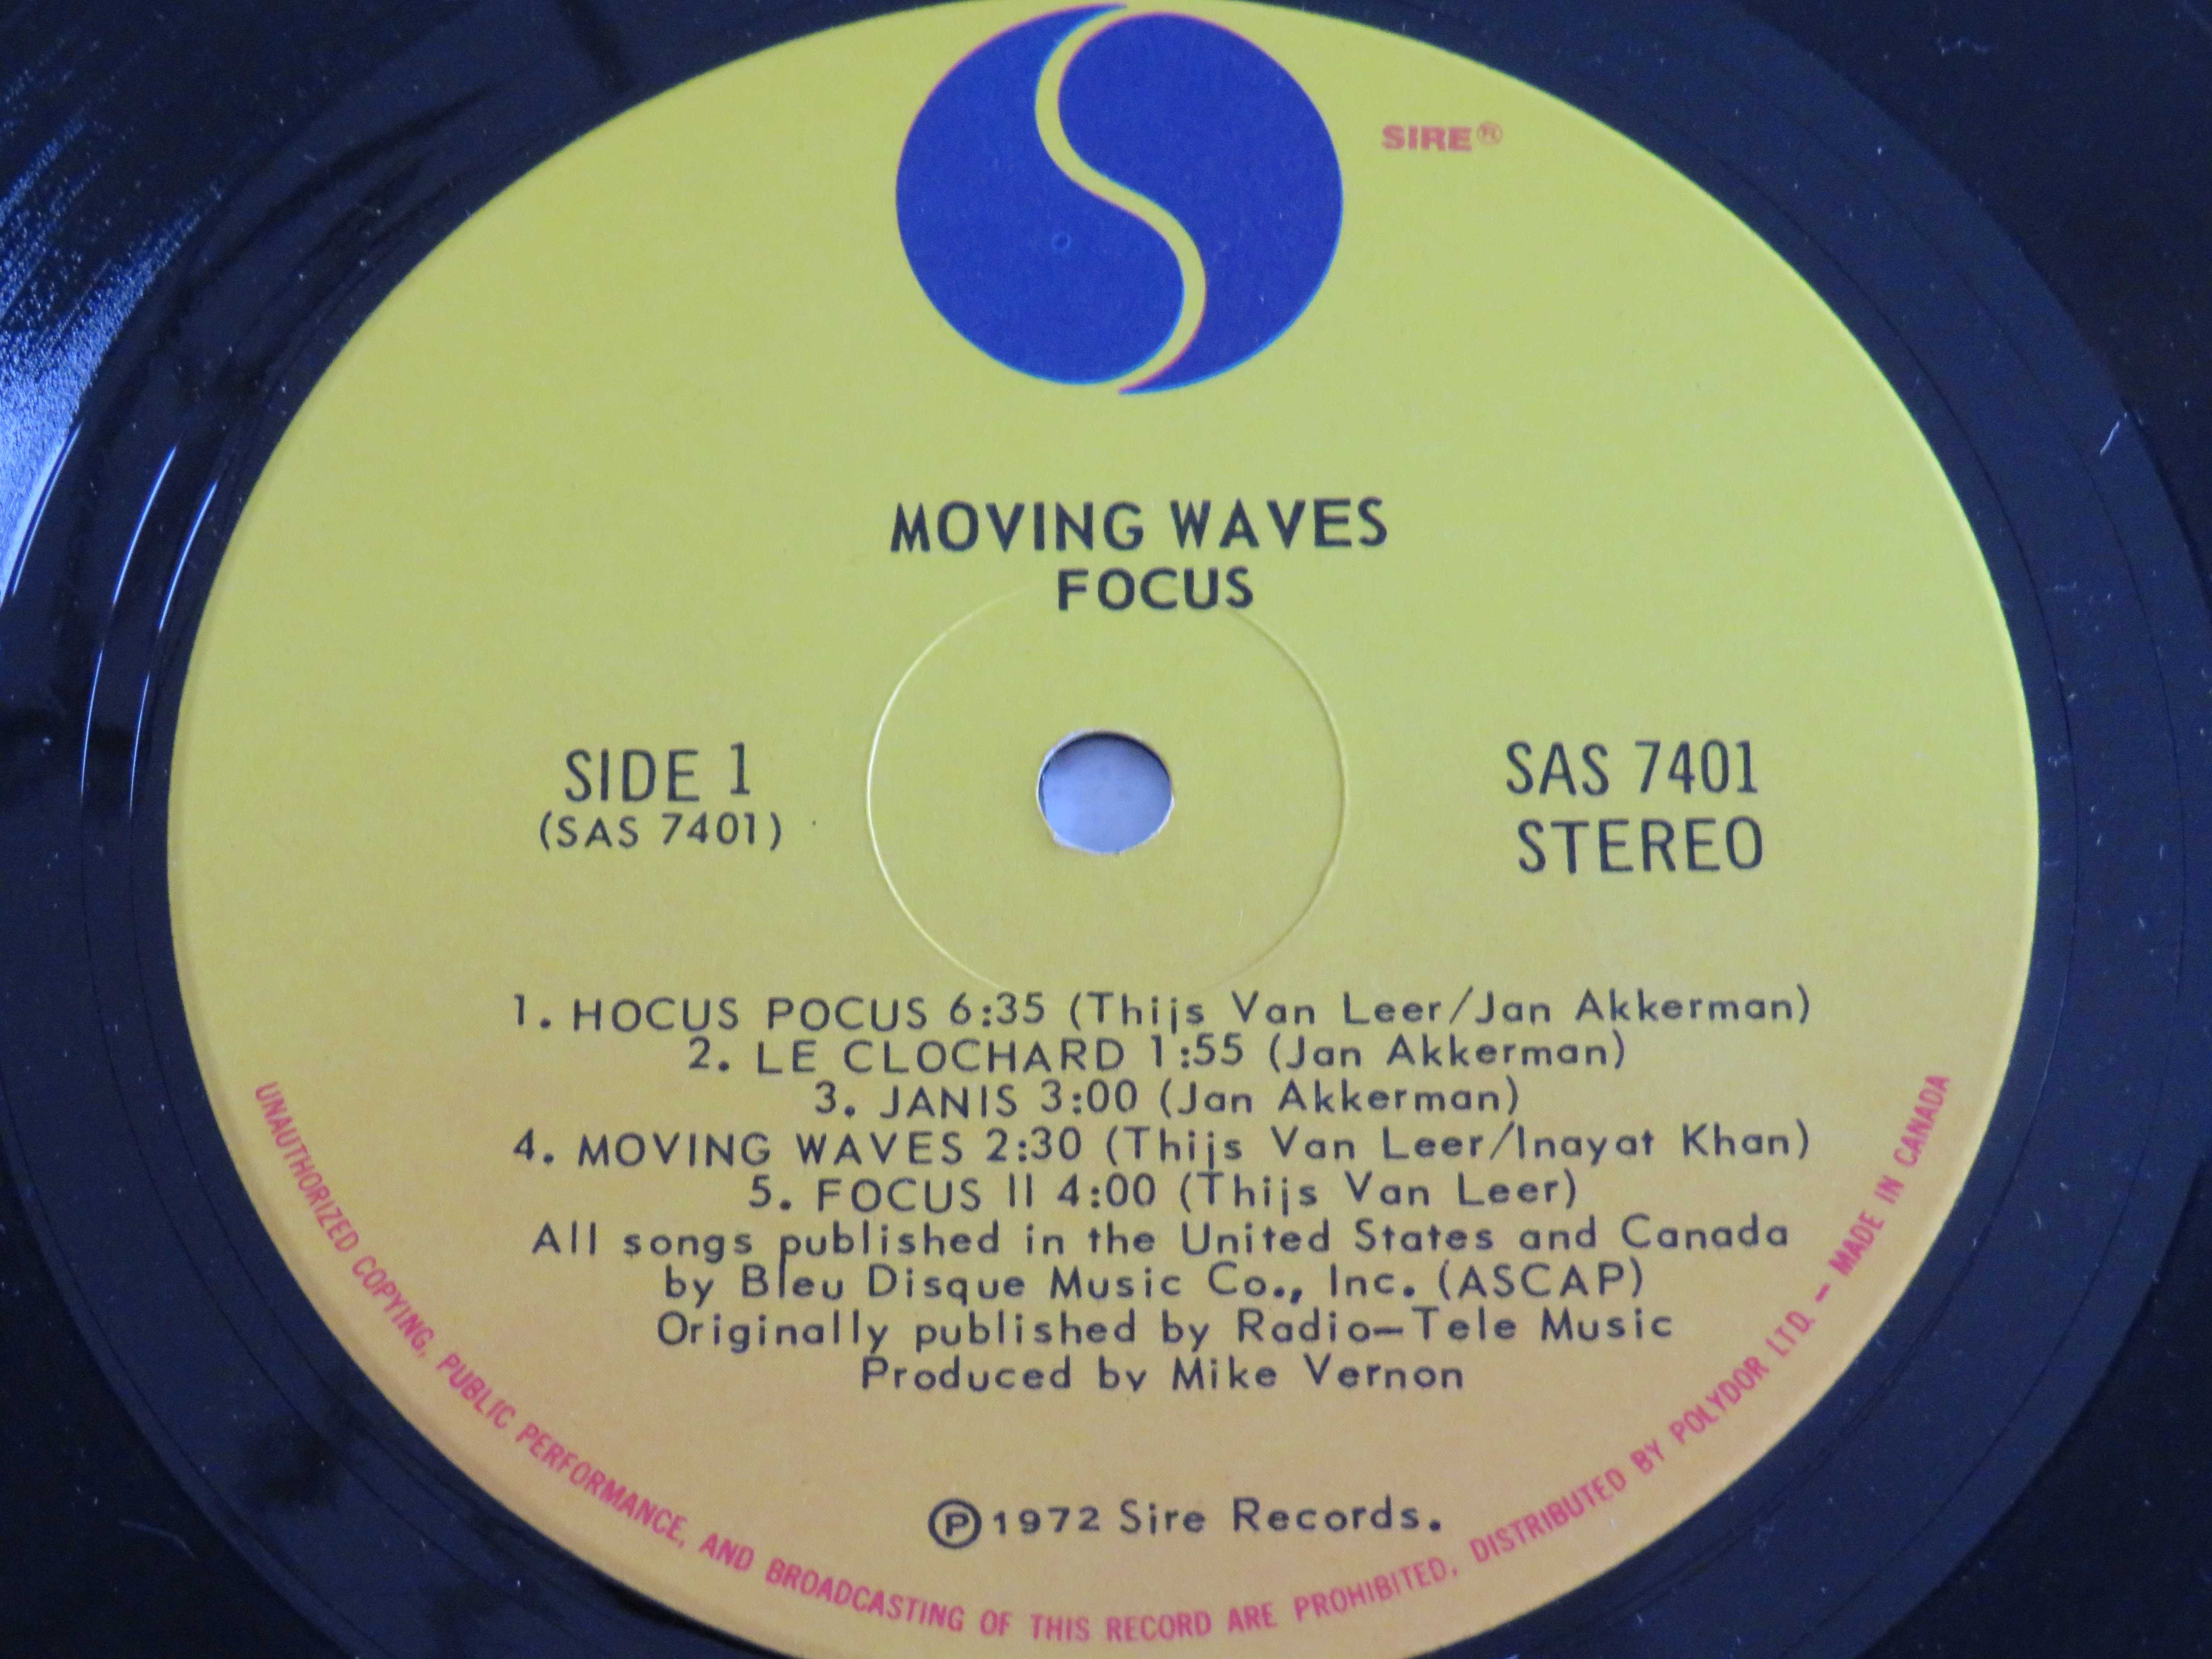 SIRE®
MOVING WAVES
FOCUS
SIDE 1
(SAS 7401)
SAS 7401
STEREO
1. HOCUS POCUS 6:35 (Thijs Van Leer/Jan Akkerman)
2. LE CLOCHARD 1:55 (Jan Akkerman)
3. JANIS 3:00 (Jan Akkerman)
4. MOVING WAVES 2:30 (Thijs Van Leer/Inayat Khan)
5. FOCUS II 4:00 (Thijs Van Leer)
All songs published in the United States and Canada
by Bleu Disque Music Co., Inc. (ASCAP)
Originally published by Radio—Tele Music
Produced by Mike Vernon
℗1972 Sire Records.
UNAUTHORIZED COPYING, PUBLIC PERFORMANCE, AND BROADCASTING OF THIS RECORD ARE PROHIBITED, DISTRIBUTED BY POLYDOR LTD. — MADE IN CANADA